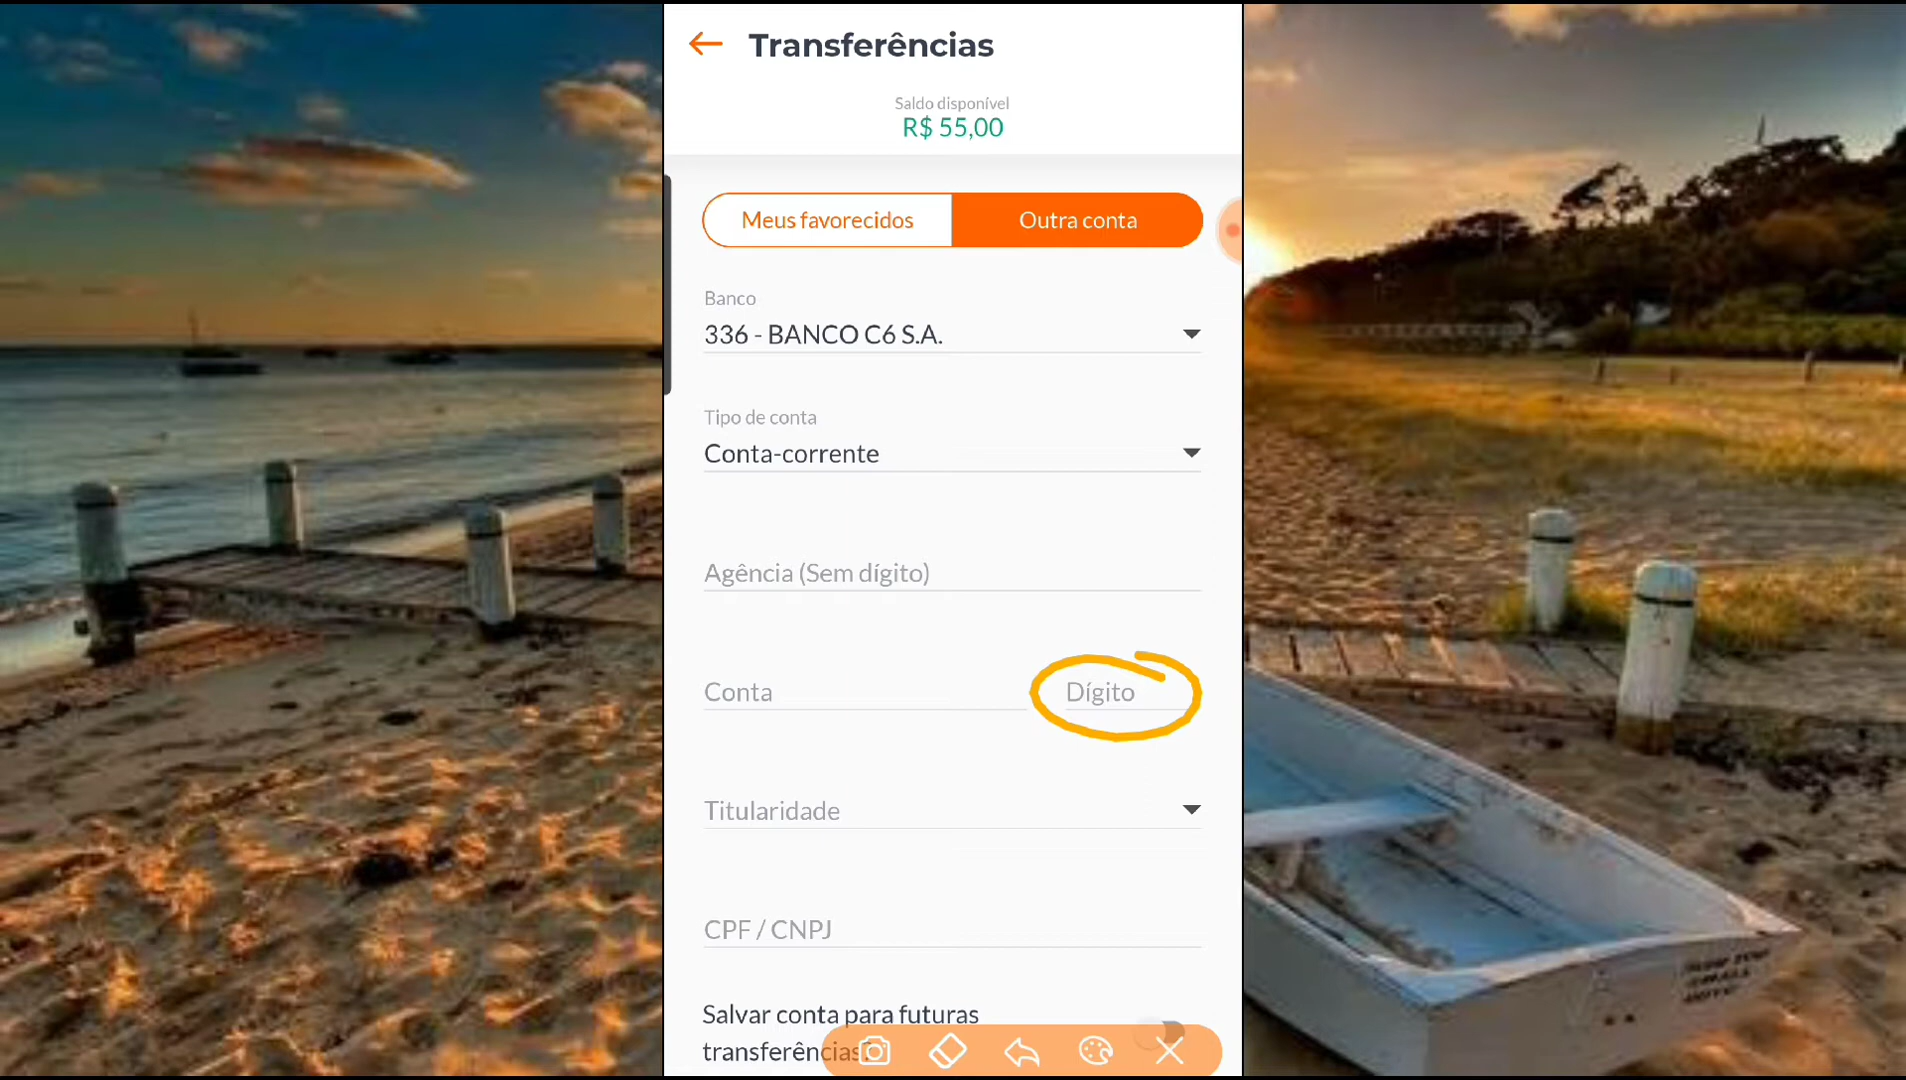 Transferências
Saldo disponível
R$ 55,00
Meus favorecidos
Outra conta
Banco
336 - BANCO C6 S.A.
Tipo de conta
Conta-corrente
Agência (Sem dígito)
Conta
Dígito
Titularidade
CPF / CNPJ
Salvar conta para futuras
transferências